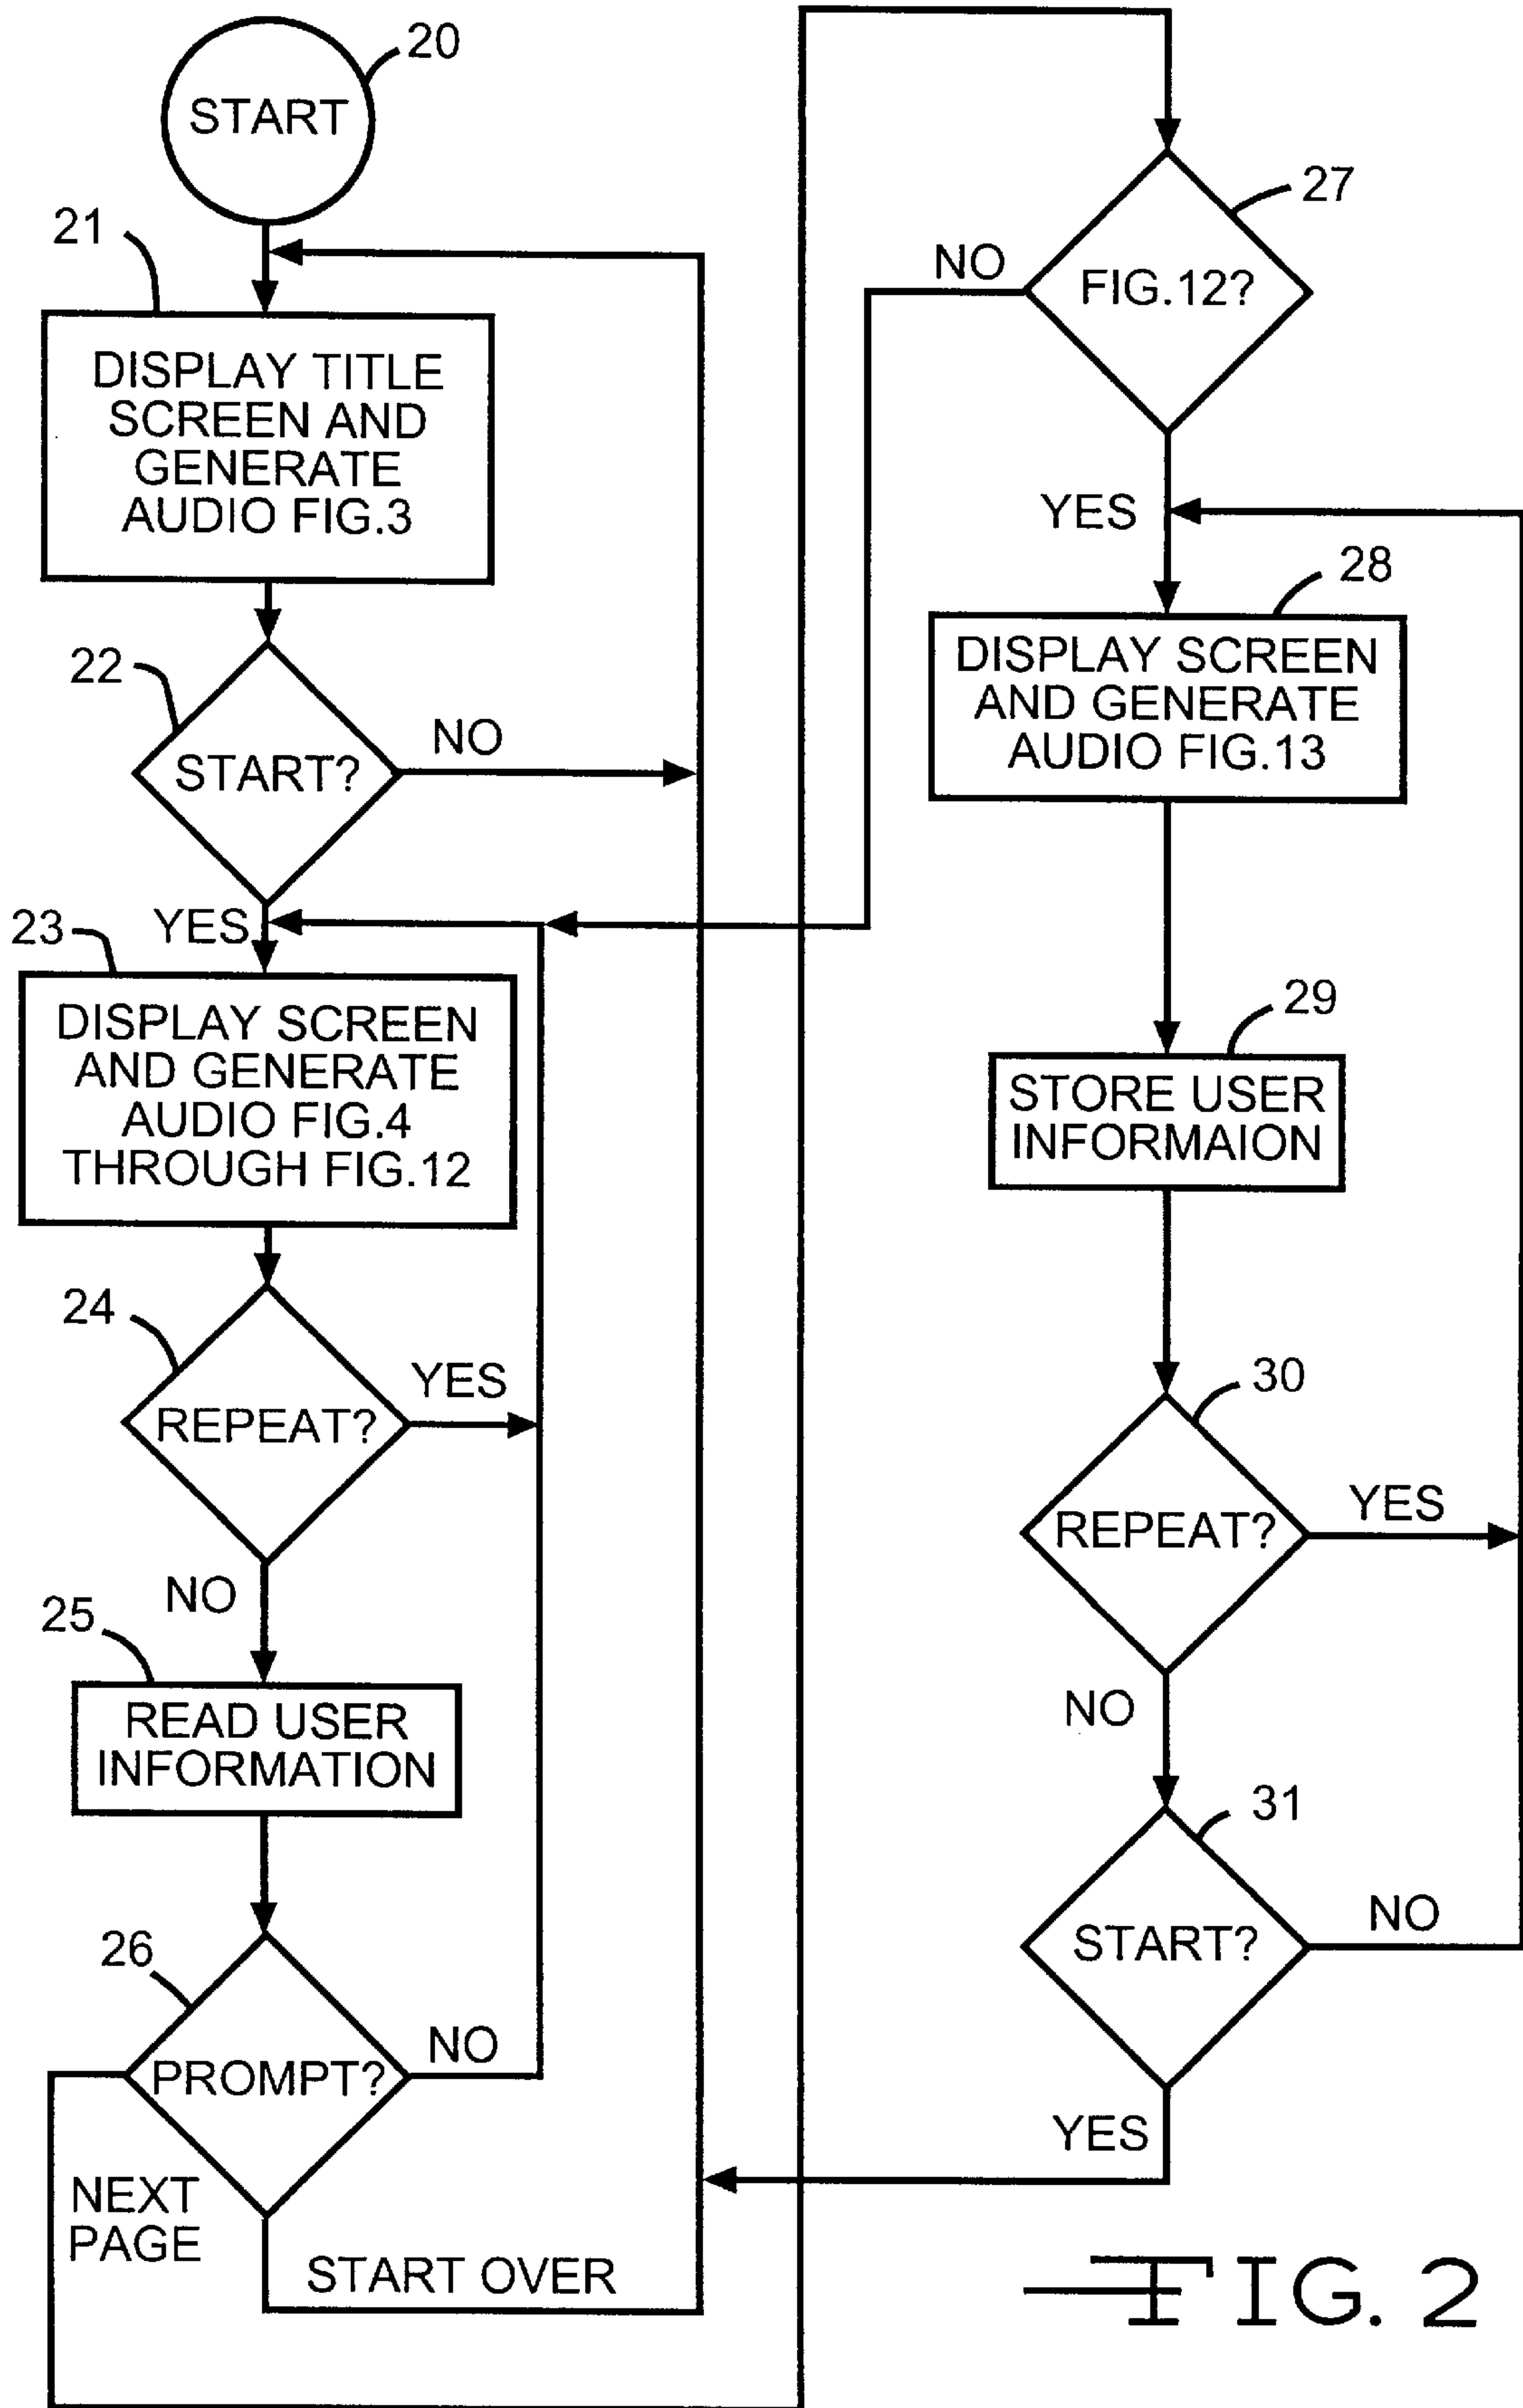 20
START
21
DISPLAY TITLE
SCREEN AND
GENERATE
AUDIO FIG.3
22
START?
NO
YES
23
DISPLAY SCREEN
AND GENERATE
AUDIO FIG.4
THROUGH FIG.12
24
REPEAT?
YES
NO
25
READ USER
INFORMATION
26
PROMPT?
NO
NEXT
PAGE
START OVER
27
FIG.12?
NO
YES
28
DISPLAY SCREEN
AND GENERATE
AUDIO FIG.13
29
STORE USER
INFORMAION
30
REPEAT?
YES
NO
31
START?
NO
YES
FIG. 2